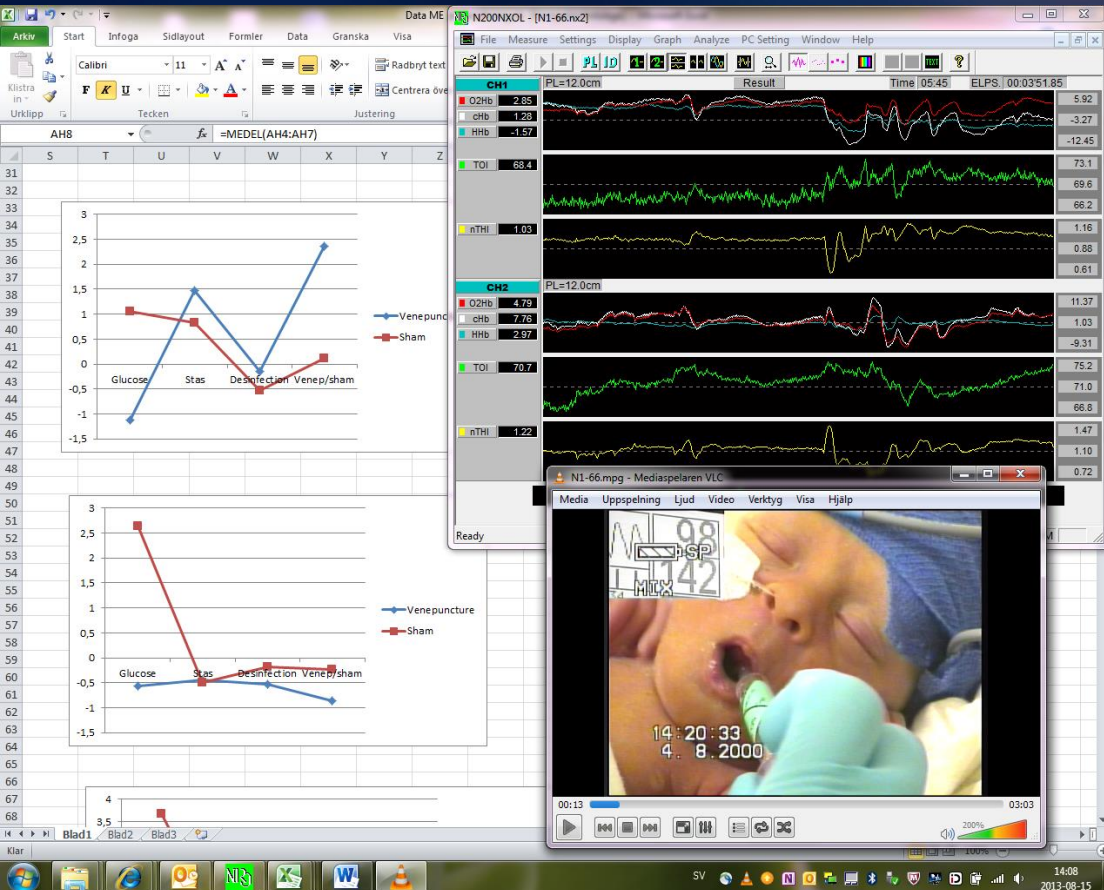 Data ME
Arkiv Start Infoga Sidlayout Formler Data Granska Visa
Klistra in
Calibri 11
F K U
Radbryt text
Centrera öve
Urklipp Tecken Justering
AH8 fx =MEDEL(AH4:AH7)
S T U V W X Y Z
31
32
33
34
35
36
37
38
39
40
41
42
43
44
45
46
47
48
49
50
51
52
53
54
55
56
57
58
59
60
61
62
63
64
65
66
67
68
3
2,5
2
1,5
1
0,5
0
-0,5
-1
-1,5
Glucose Stas Desinfection Venep/sham
Venepunc
Sham
3
2,5
2
1,5
1
0,5
0
-0,5
-1
-1,5
Glucose Stas Desinfection Venep/sham
Venepuncture
Sham
4
3,5
Blad1 Blad2 Blad3
Klar
100%
N200NXOL - [N1-66.nx2]
File Measure Settings Display Graph Analyze PC Setting Window Help
CH1 PL=12.0cm Result Time 05:45 ELPS. 00:03'51.85
O2Hb 2.85
cHb 1.28
HHb -1.57
5.92
-3.27
-12.45
TOI 68.4
73.1
69.6
66.2
nTHI 1.03
1.16
0.88
0.61
CH2 PL=12.0cm
O2Hb 4.79
cHb 7.76
HHb 2.97
11.37
1.03
-9.31
TOI 70.7
75.2
71.0
66.8
nTHI 1.22
1.47
1.10
0.72
Ready
N1-66.mpg - Mediaspelaren VLC
Media Uppspelning Ljud Video Verktyg Visa Hjälp
98
SP
MIX 142
14:20:33
4. 8.2000
00:13 03:03
200%
SV
14:08
2013-08-15